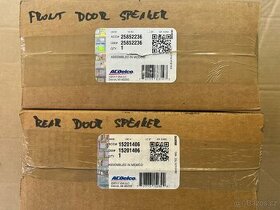 FRONT DOOR SPEAKER
25852236
25852236
1
ASSEMBLED IN MEXICO
ACDelco
REAR DOOR SPEAKER
15201406
15201406
1
ASSEMBLED IN MEXICO
ACDelco